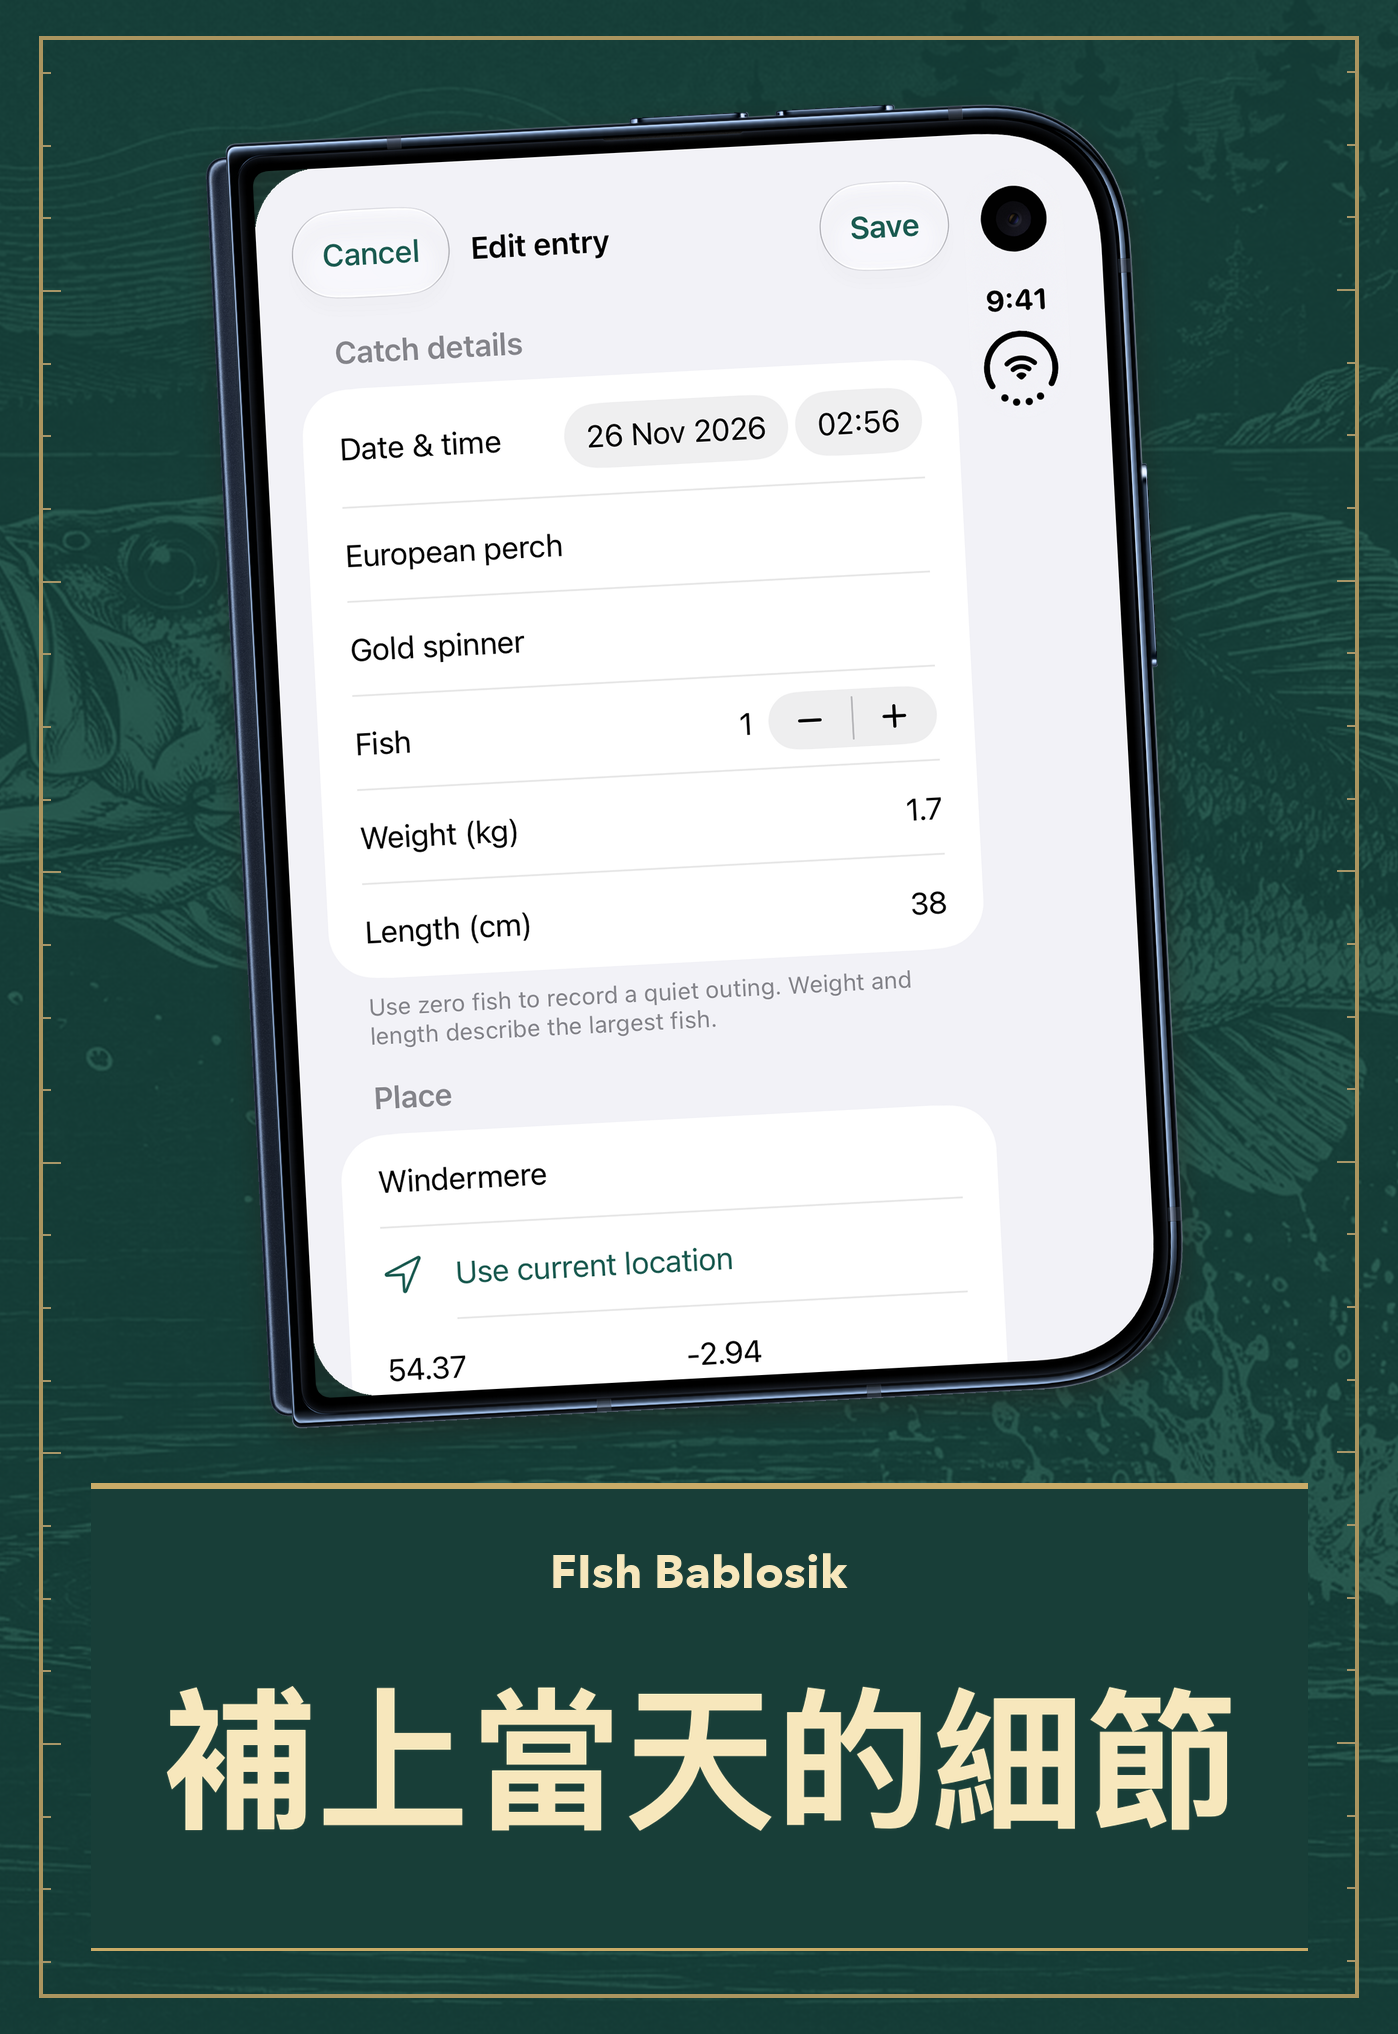 Cancel
Edit entry
Save
9:41
Catch details
Date & time
26 Nov 2026
02:56
European perch
Gold spinner
Fish
1
Weight (kg)
1.7
Length (cm)
38
Use zero fish to record a quiet outing. Weight and
length describe the largest fish.
Place
Windermere
Use current location
54.37
-2.94
FIsh Bablosik
補上當天的細節